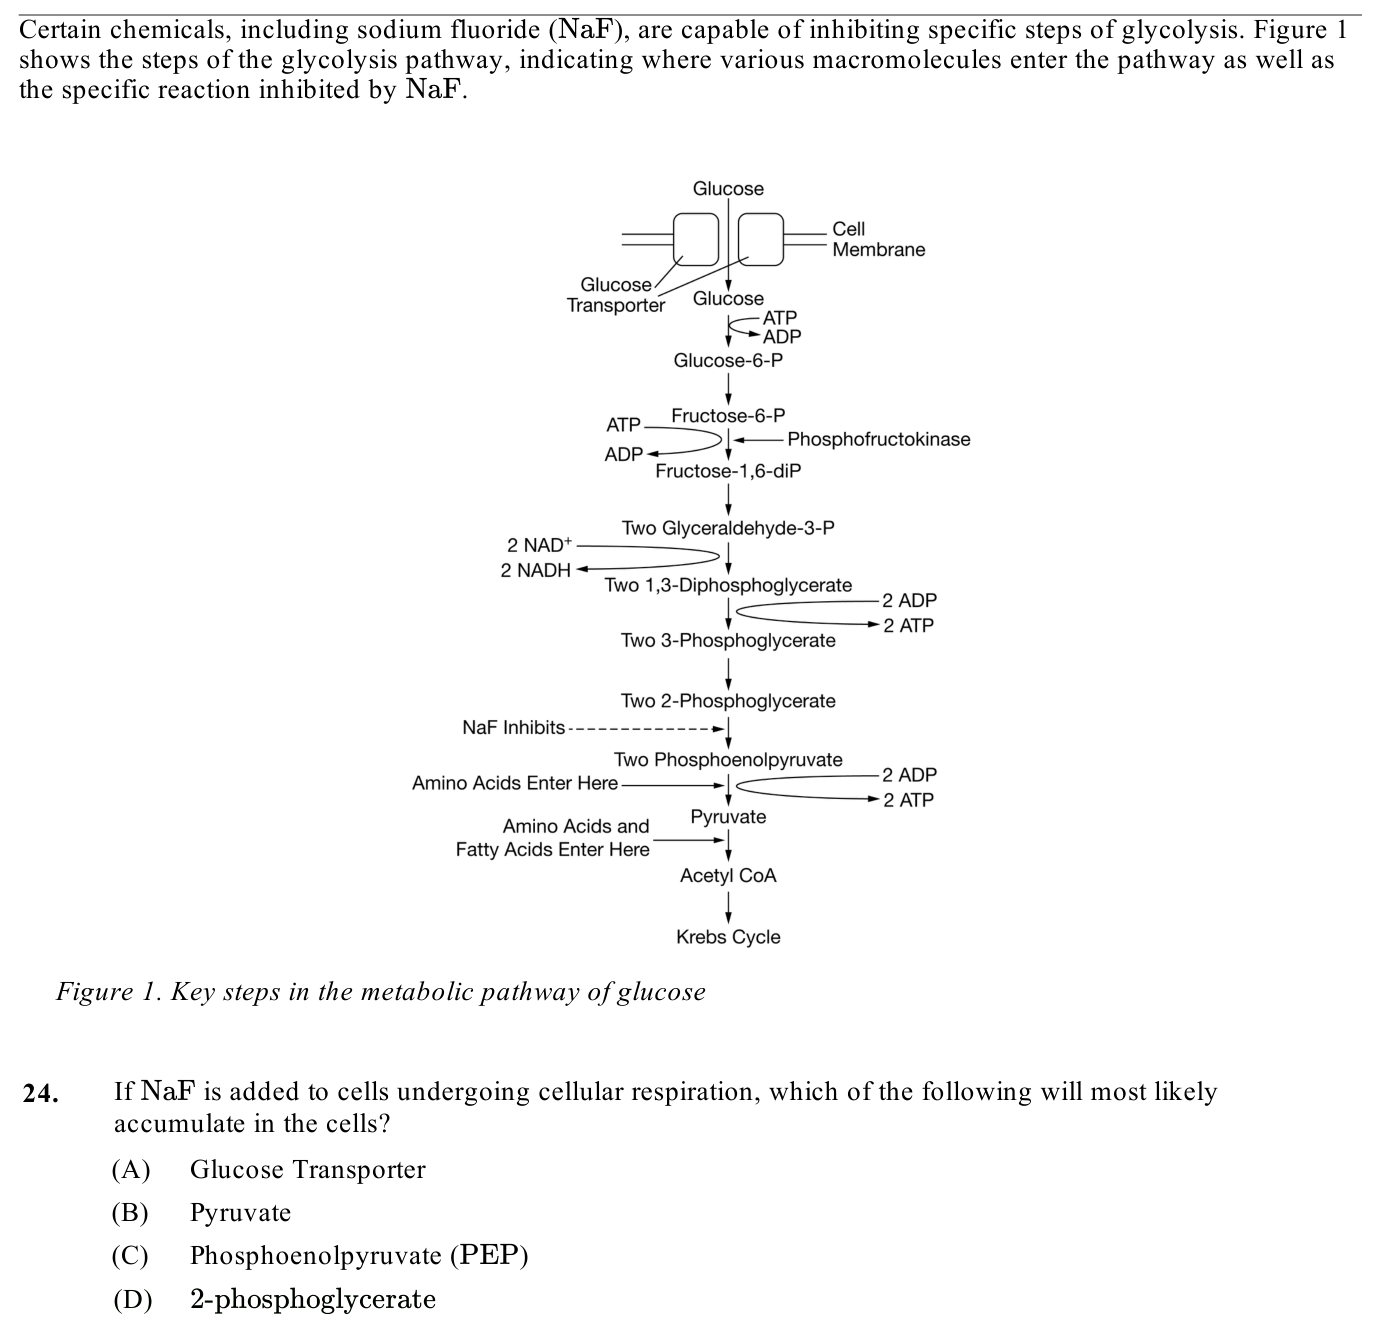 Certain chemicals, including sodium fluoride (NaF), are capable of inhibiting specific steps of glycolysis. Figure 1
shows the steps of the glycolysis pathway, indicating where various macromolecules enter the pathway as well as
the specific reaction inhibited by NaF.
Glucose
Cell
Membrane
Glucose
Transporter
Glucose
ATP
ADP
Glucose-6-P
Fructose-6-P
ATP
Phosphofructokinase
ADP
Fructose-1,6-diP
Two Glyceraldehyde-3-P
2 NAD⁺
2 NADH
Two 1,3-Diphosphoglycerate
2 ADP
2 ATP
Two 3-Phosphoglycerate
Two 2-Phosphoglycerate
NaF Inhibits
Two Phosphoenolpyruvate
2 ADP
Amino Acids Enter Here
2 ATP
Pyruvate
Amino Acids and
Fatty Acids Enter Here
Acetyl CoA
Krebs Cycle
Figure 1. Key steps in the metabolic pathway of glucose
24. If NaF is added to cells undergoing cellular respiration, which of the following will most likely
accumulate in the cells?
(A) Glucose Transporter
(B) Pyruvate
(C) Phosphoenolpyruvate (PEP)
(D) 2-phosphoglycerate